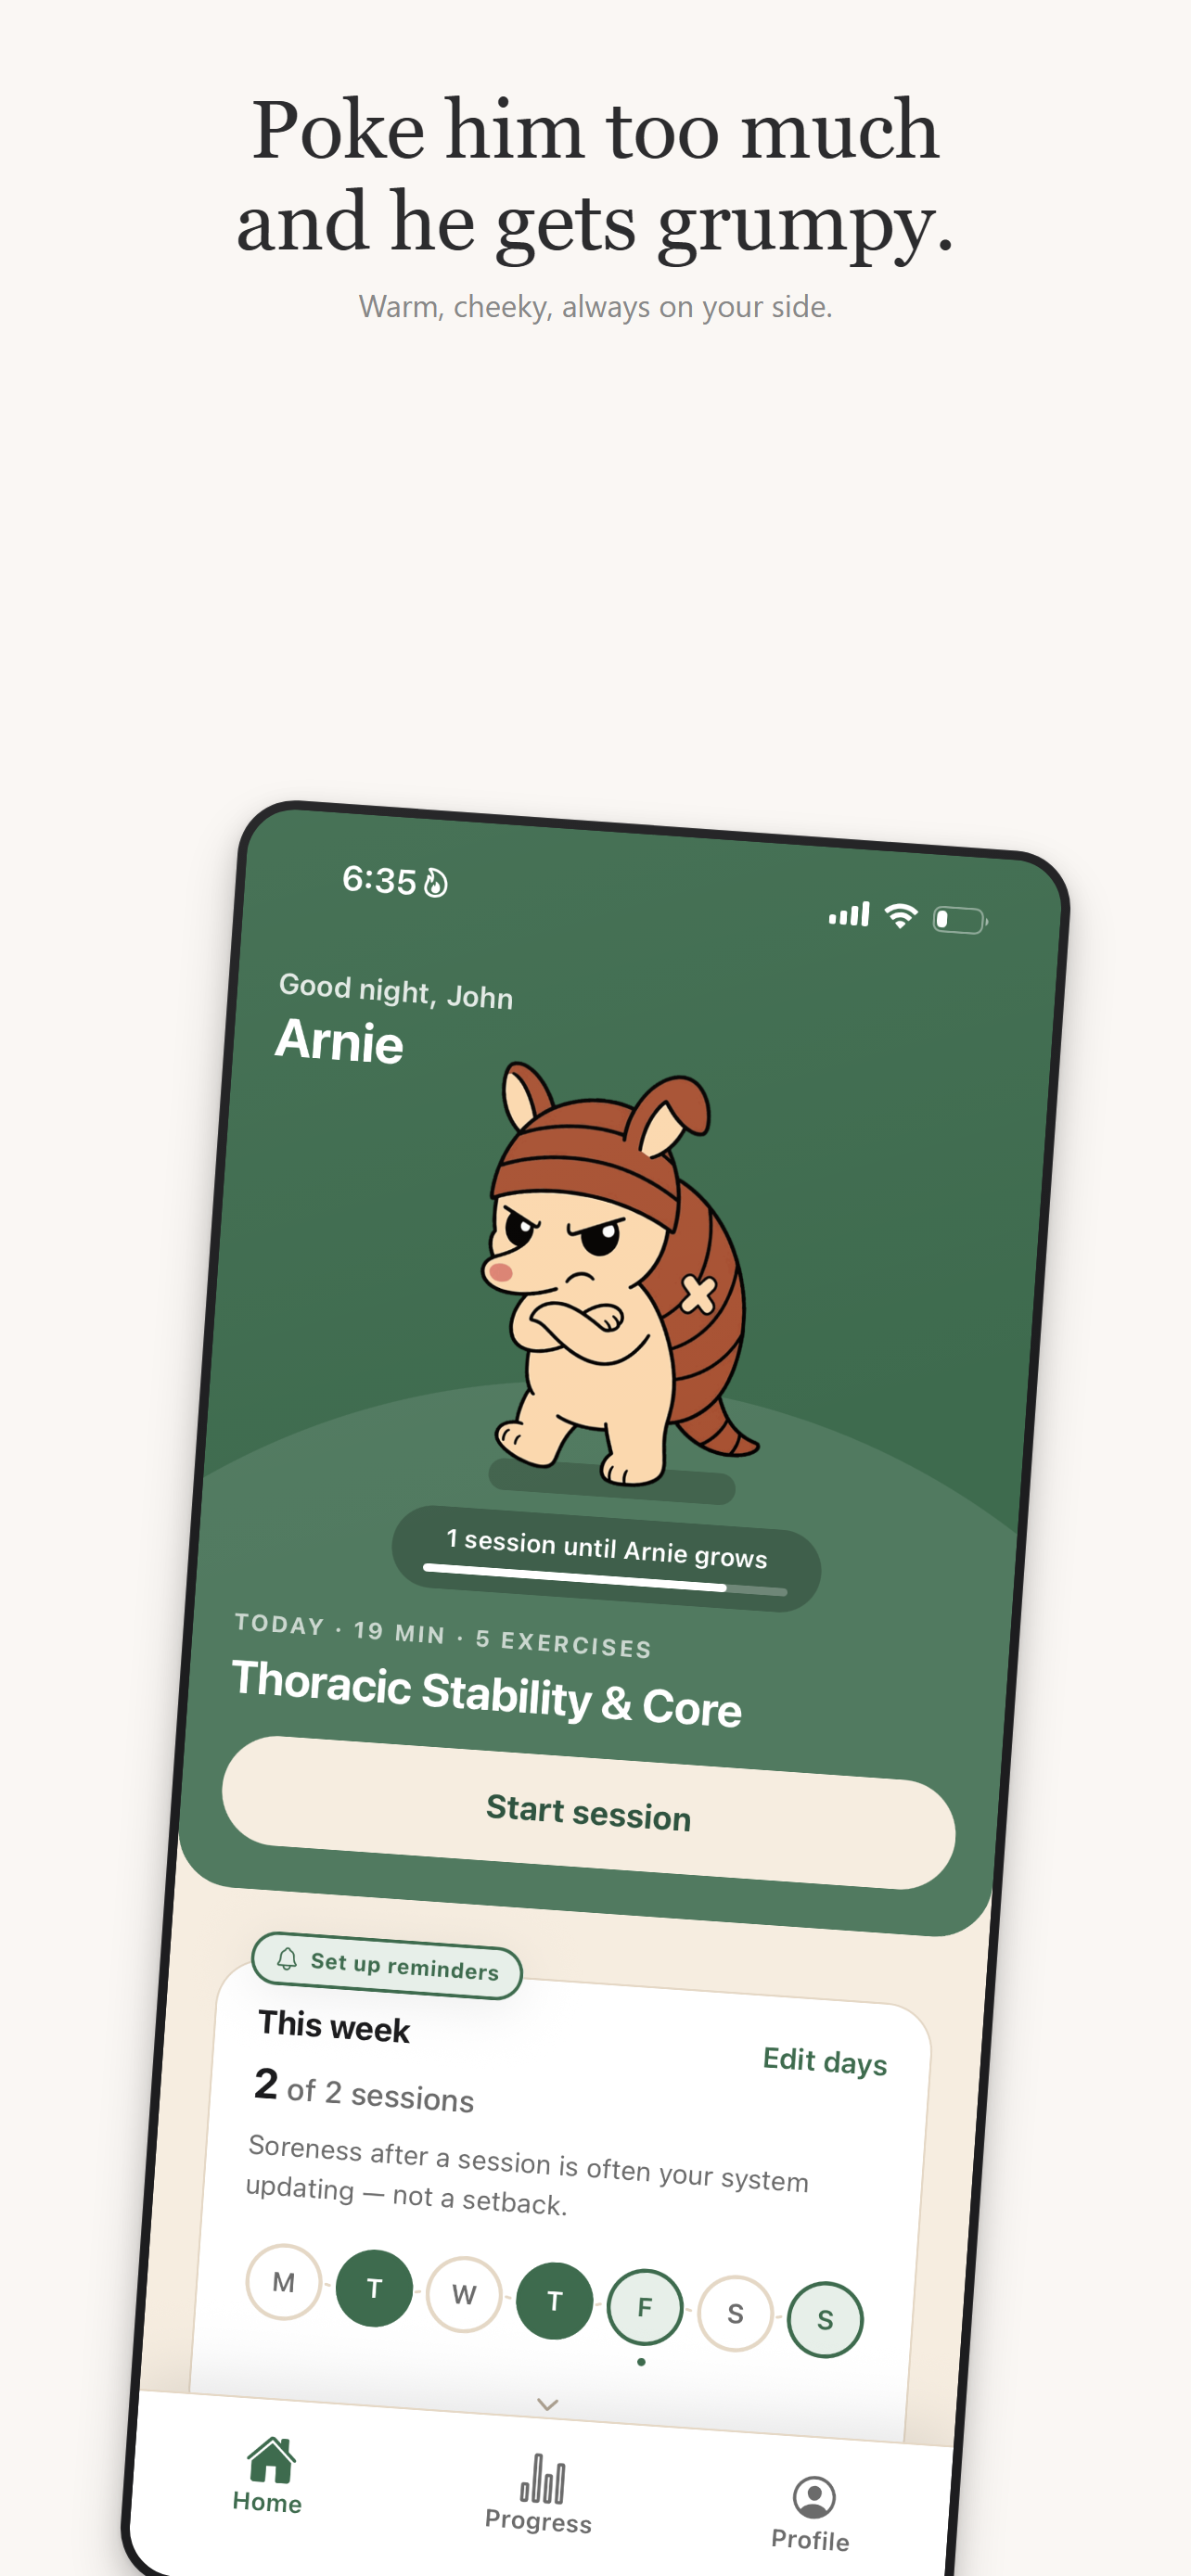 Poke him too much
and he gets grumpy.
Warm, cheeky, always on your side.
6:35
Good night, John
Arnie
1 session until Arnie grows
TODAY · 19 MIN · 5 EXERCISES
Thoracic Stability & Core
Start session
Set up reminders
This week
Edit days
2 of 2 sessions
Soreness after a session is often your system
updating — not a setback.
M T W T F S S
Home Progress Profile